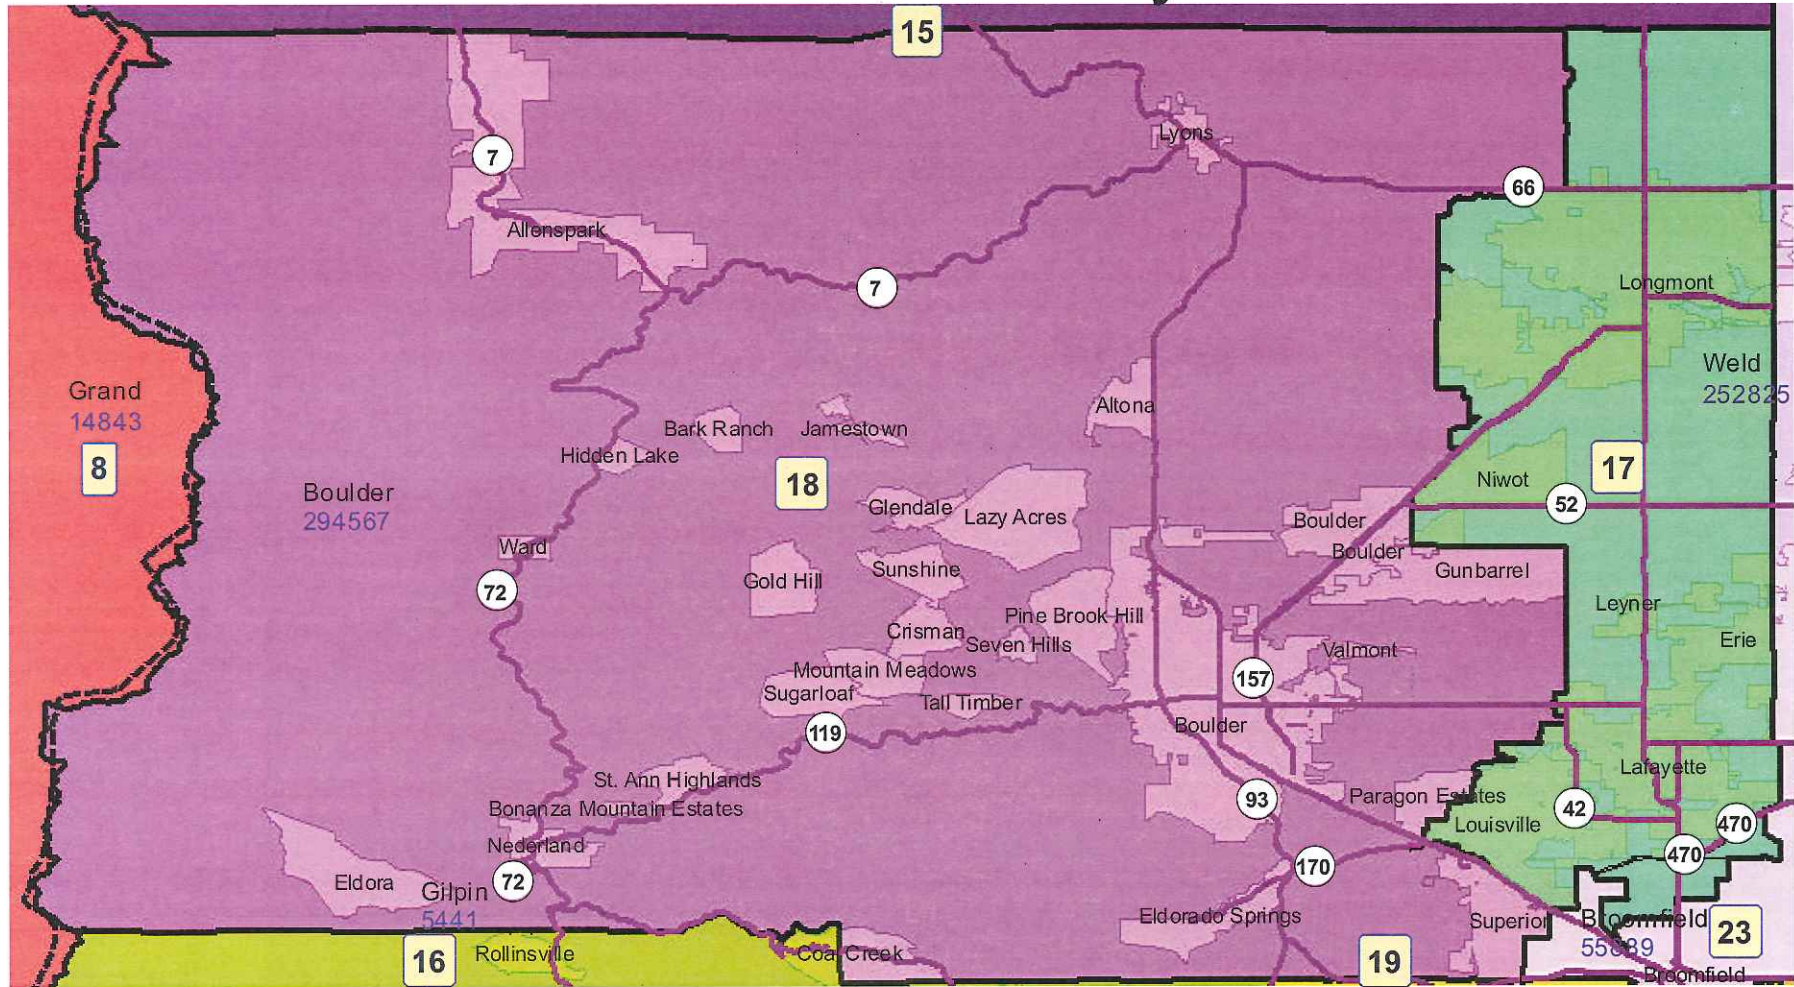 15
7
Lyons
66
Allenspark
7
Longmont
Weld
252825
Grand
14843
8
Altona
Bark Ranch
Jamestown
Hidden Lake
18
17
Niwot
Boulder
294567
Glendale
Lazy Acres
52
Boulder
Boulder
Ward
Gold Hill
Sunshine
Gunbarrel
72
Pine Brook Hill
Leyner
Crisman
Seven Hills
Erie
Valmont
Mountain Meadows
Sugarloaf
157
Tall Timber
119
Boulder
St. Ann Highlands
Lafayette
Bonanza Mountain Estates
93
Paragon Estates
42
Louisville
470
Nederland
470
170
Eldora
72
Gilpin
5441
Eldorado Springs
Superior
Broomfield
23
Rollinsville
16
Coal Creek
19
Broomfield